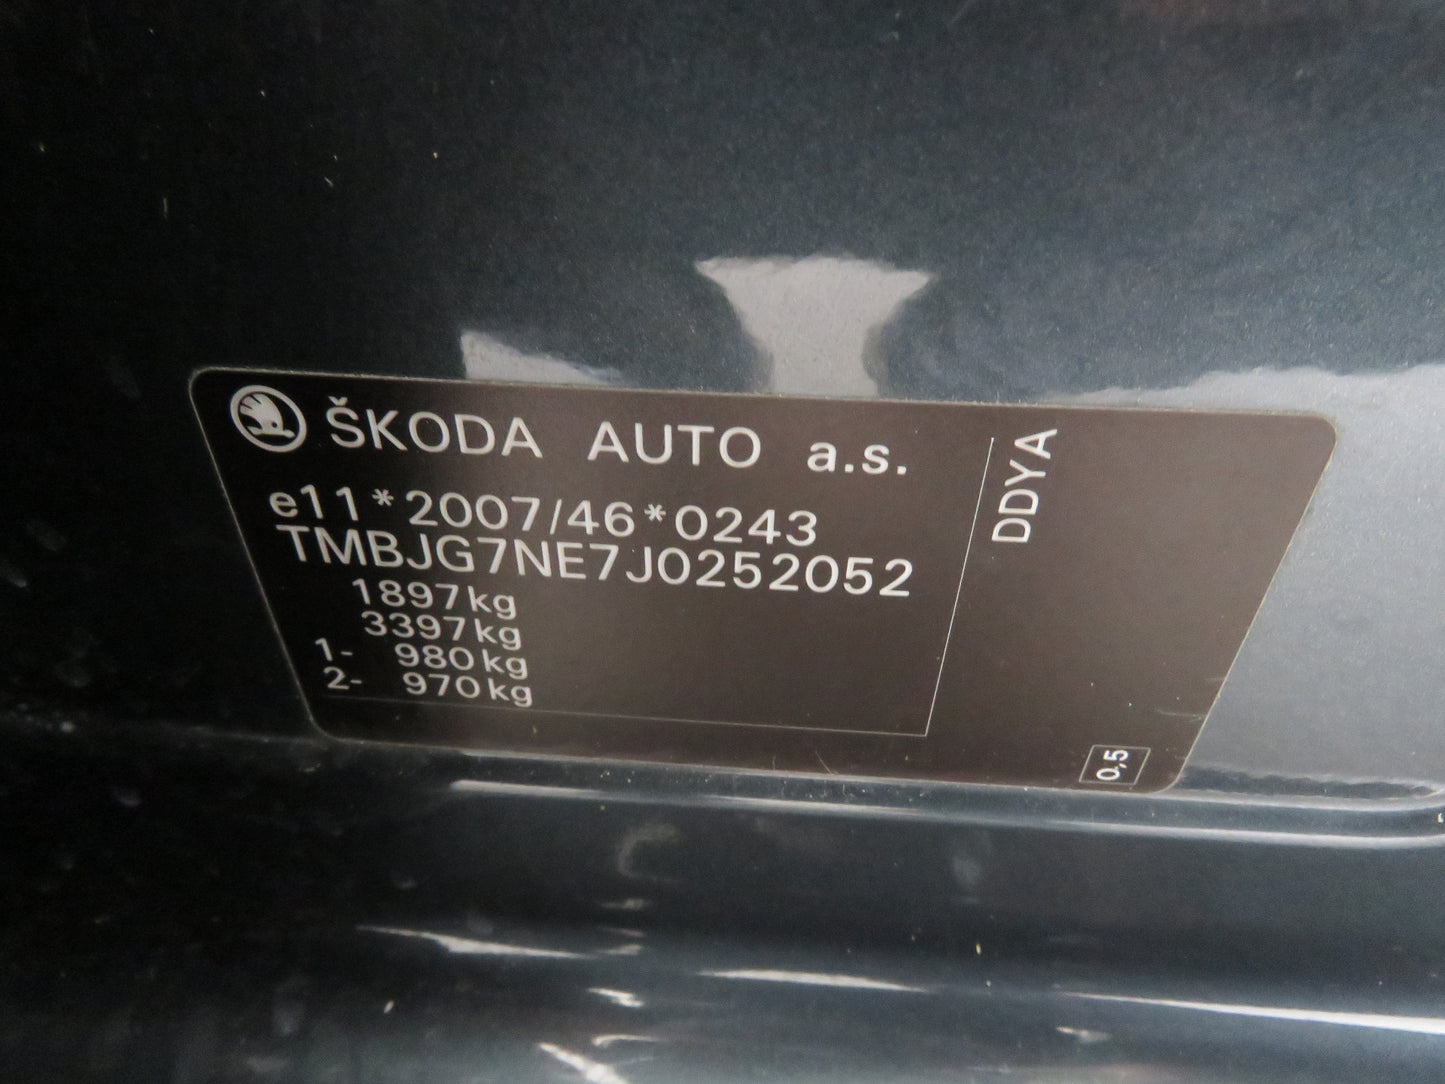 ŠKODA AUTO a.s.
e11*2007/46*0243
TMBJG7NE7J0252052
1897kg
3397kg
1- 980kg
2- 970kg
DDYA
0,5